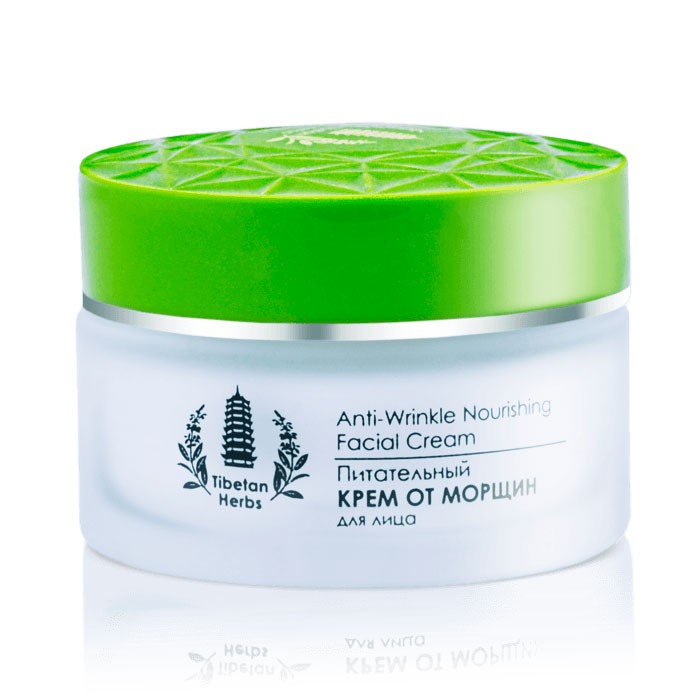 Tibetan
Herbs
Anti-Wrinkle Nourishing
Facial Cream
Питательный
КРЕМ ОТ МОРЩИН
для лица